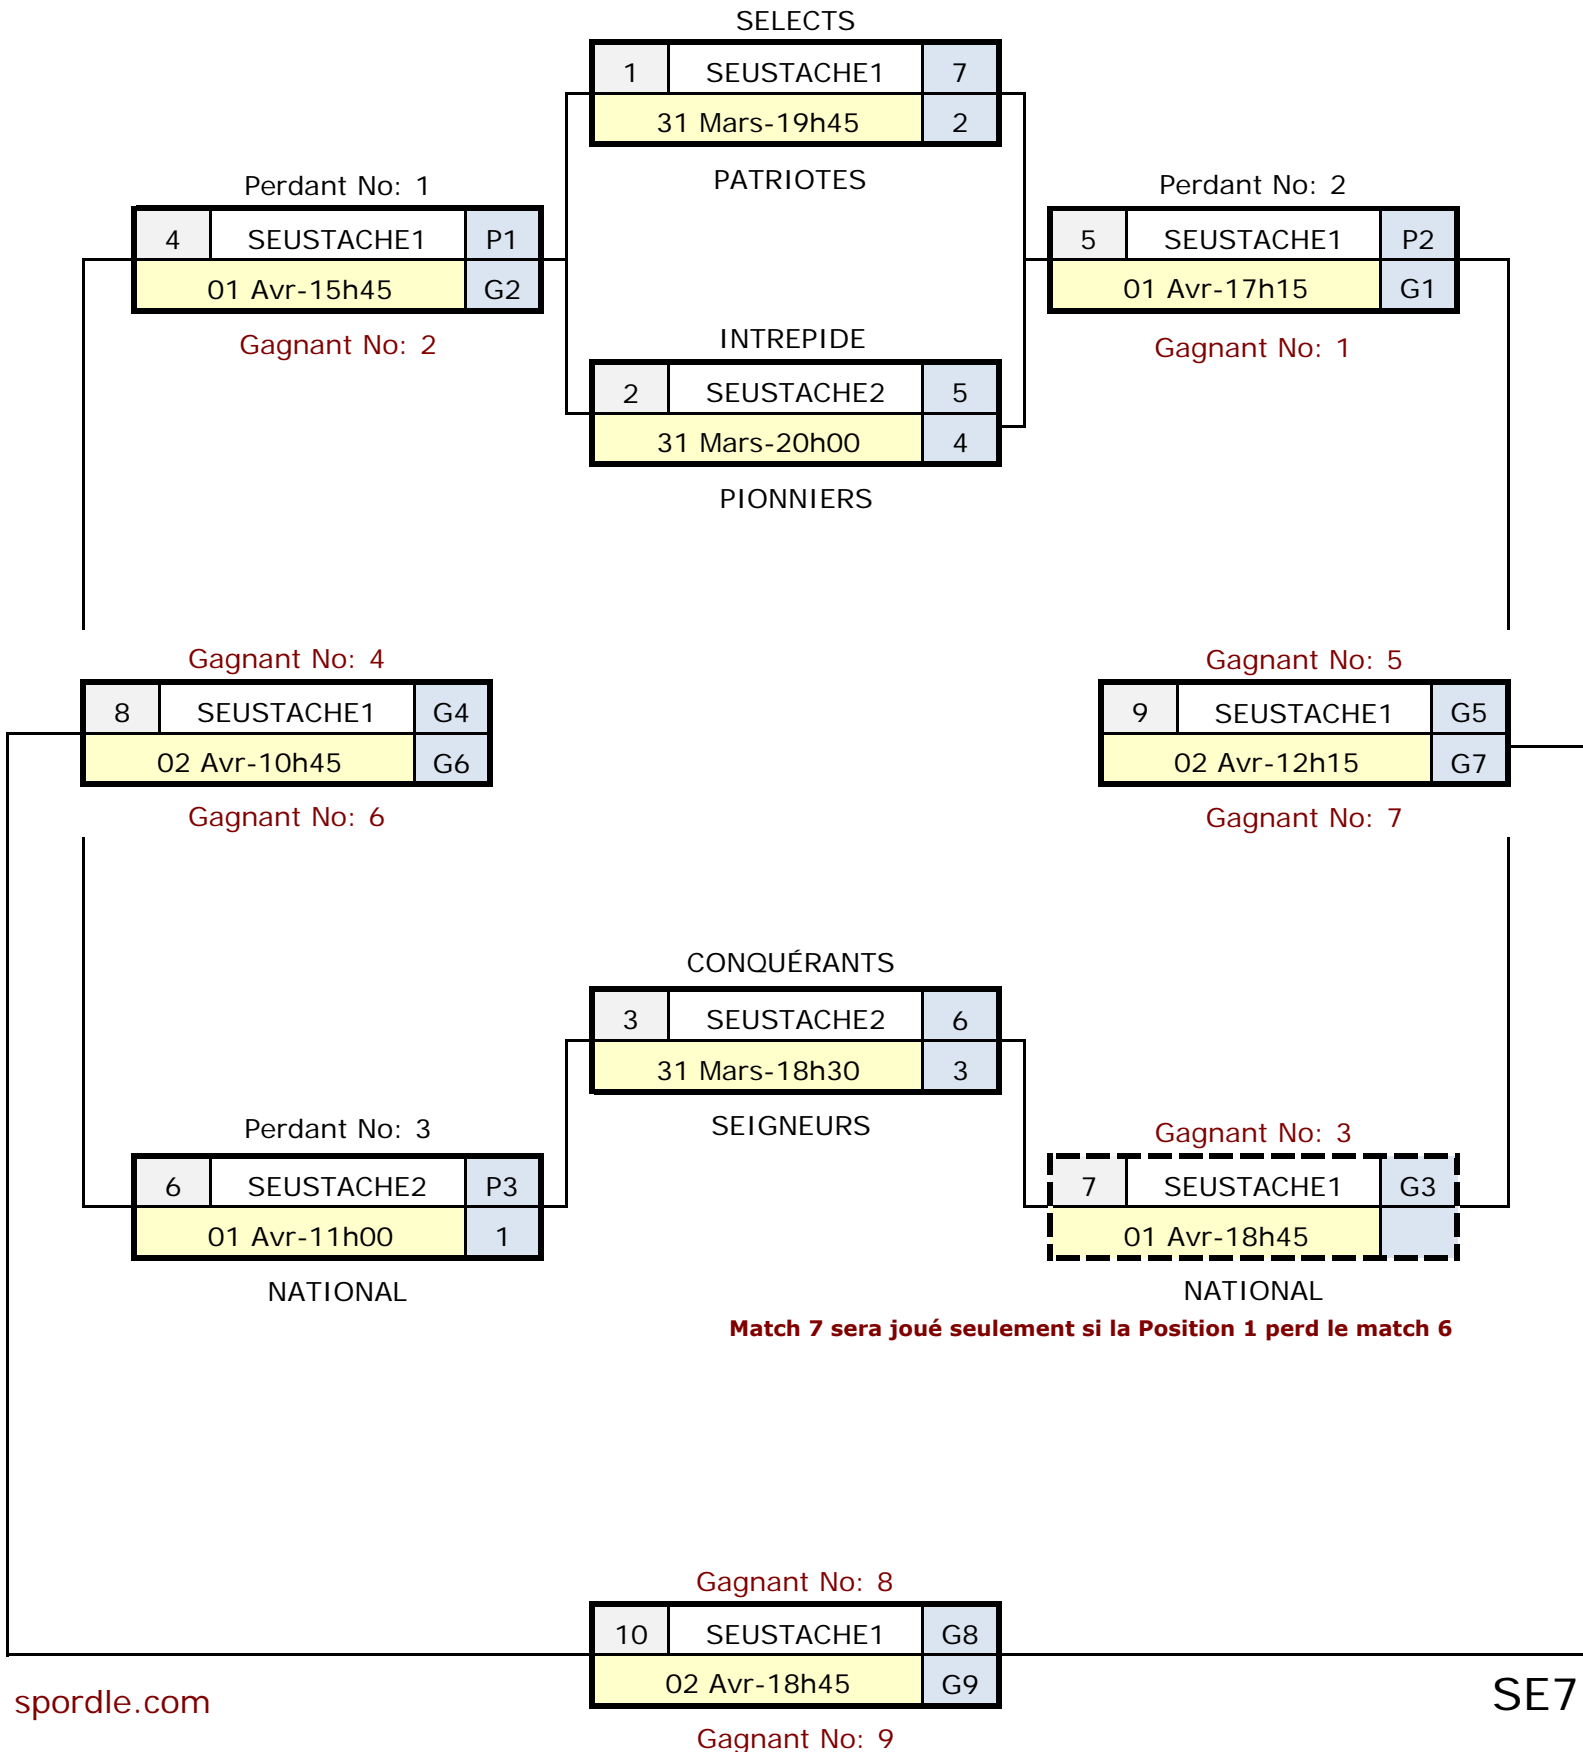 SELECTS
1 SEUSTACHE1 7
31 Mars-19h45 2
PATRIOTES
Perdant No: 1
4 SEUSTACHE1 P1
01 Avr-15h45 G2
Gagnant No: 2
Perdant No: 2
5 SEUSTACHE1 P2
01 Avr-17h15 G1
Gagnant No: 1
INTREPIDE
2 SEUSTACHE2 5
31 Mars-20h00 4
PIONNIERS
Gagnant No: 4
8 SEUSTACHE1 G4
02 Avr-10h45 G6
Gagnant No: 6
Gagnant No: 5
9 SEUSTACHE1 G5
02 Avr-12h15 G7
Gagnant No: 7
CONQUÉRANTS
3 SEUSTACHE2 6
31 Mars-18h30 3
SEIGNEURS
Perdant No: 3
6 SEUSTACHE2 P3
01 Avr-11h00 1
NATIONAL
Gagnant No: 3
7 SEUSTACHE1 G3
01 Avr-18h45
NATIONAL
Match 7 sera joué seulement si la Position 1 perd le match 6
Gagnant No: 8
10 SEUSTACHE1 G8
02 Avr-18h45 G9
Gagnant No: 9
spordle.com
SE7